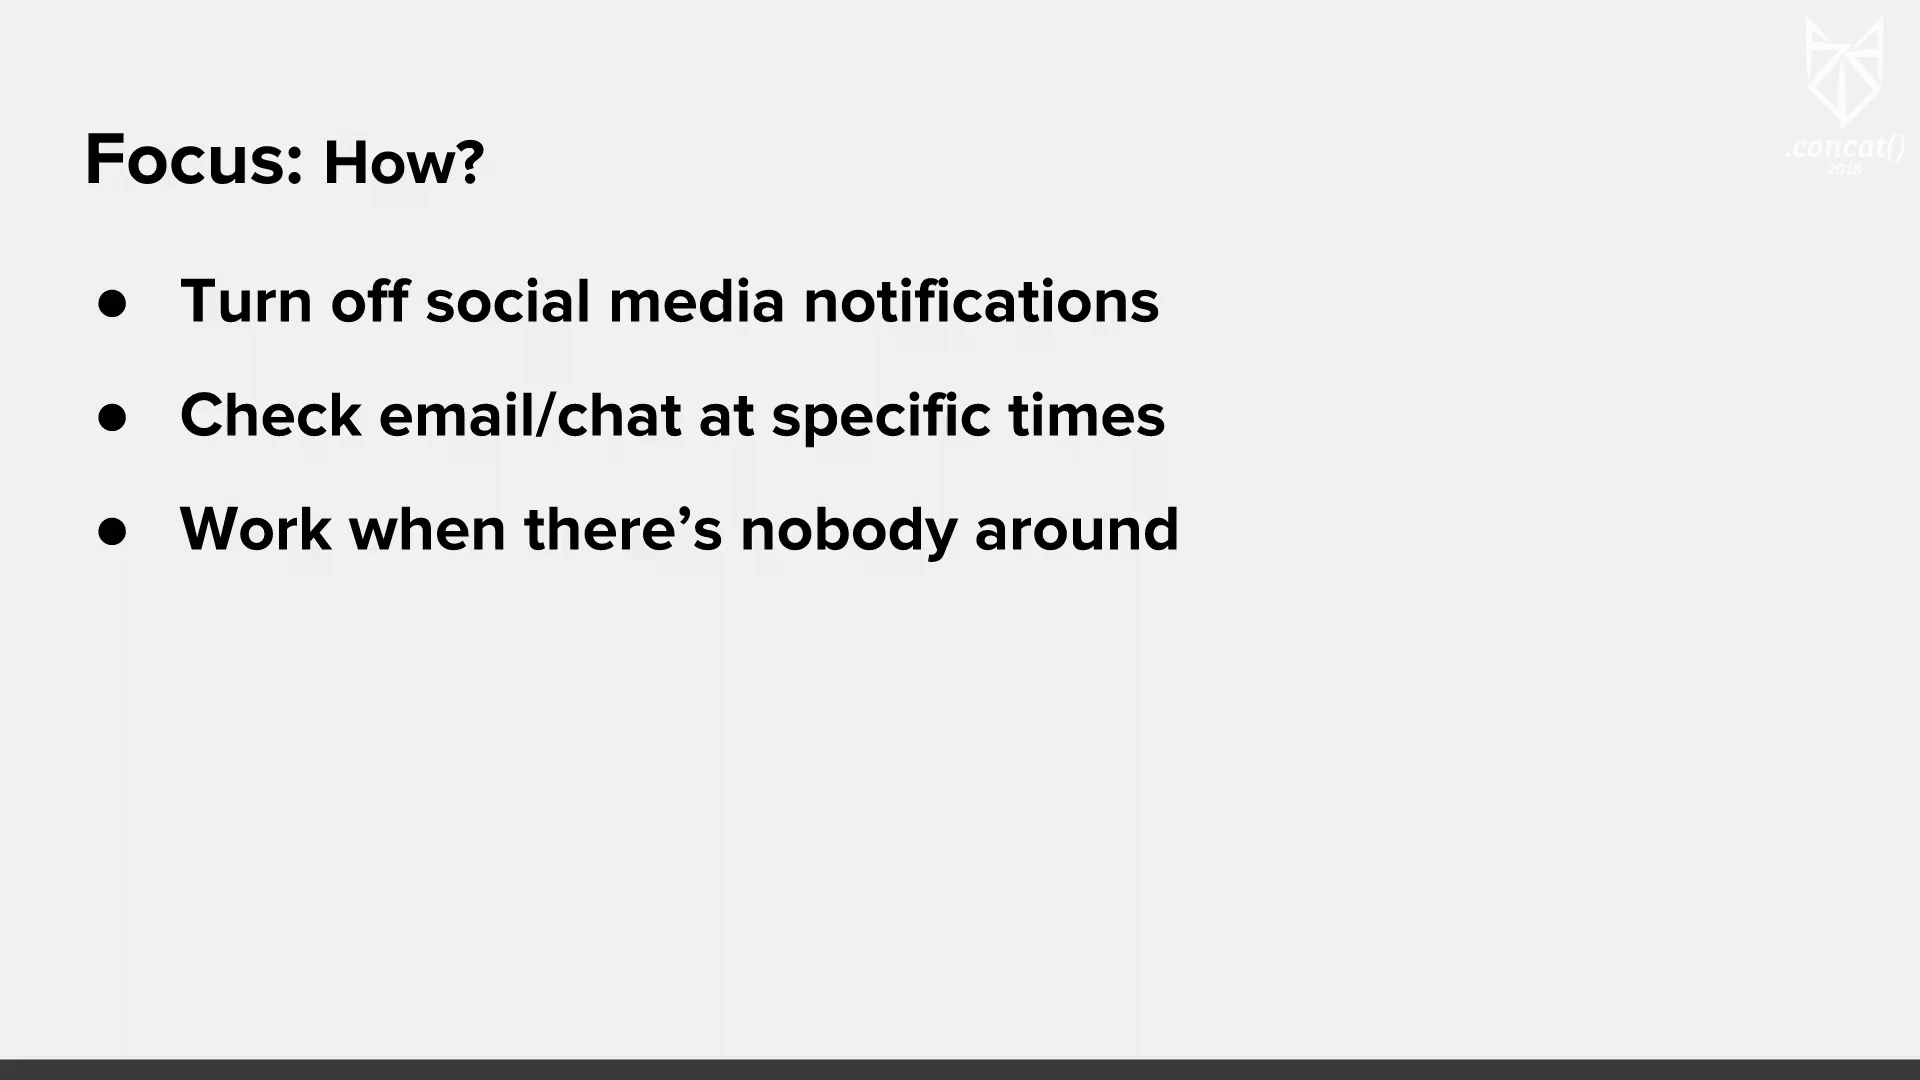 Focus: How?
● Turn off social media notifications
● Check email/chat at specific times
● Work when there’s nobody around
.concat()
2018